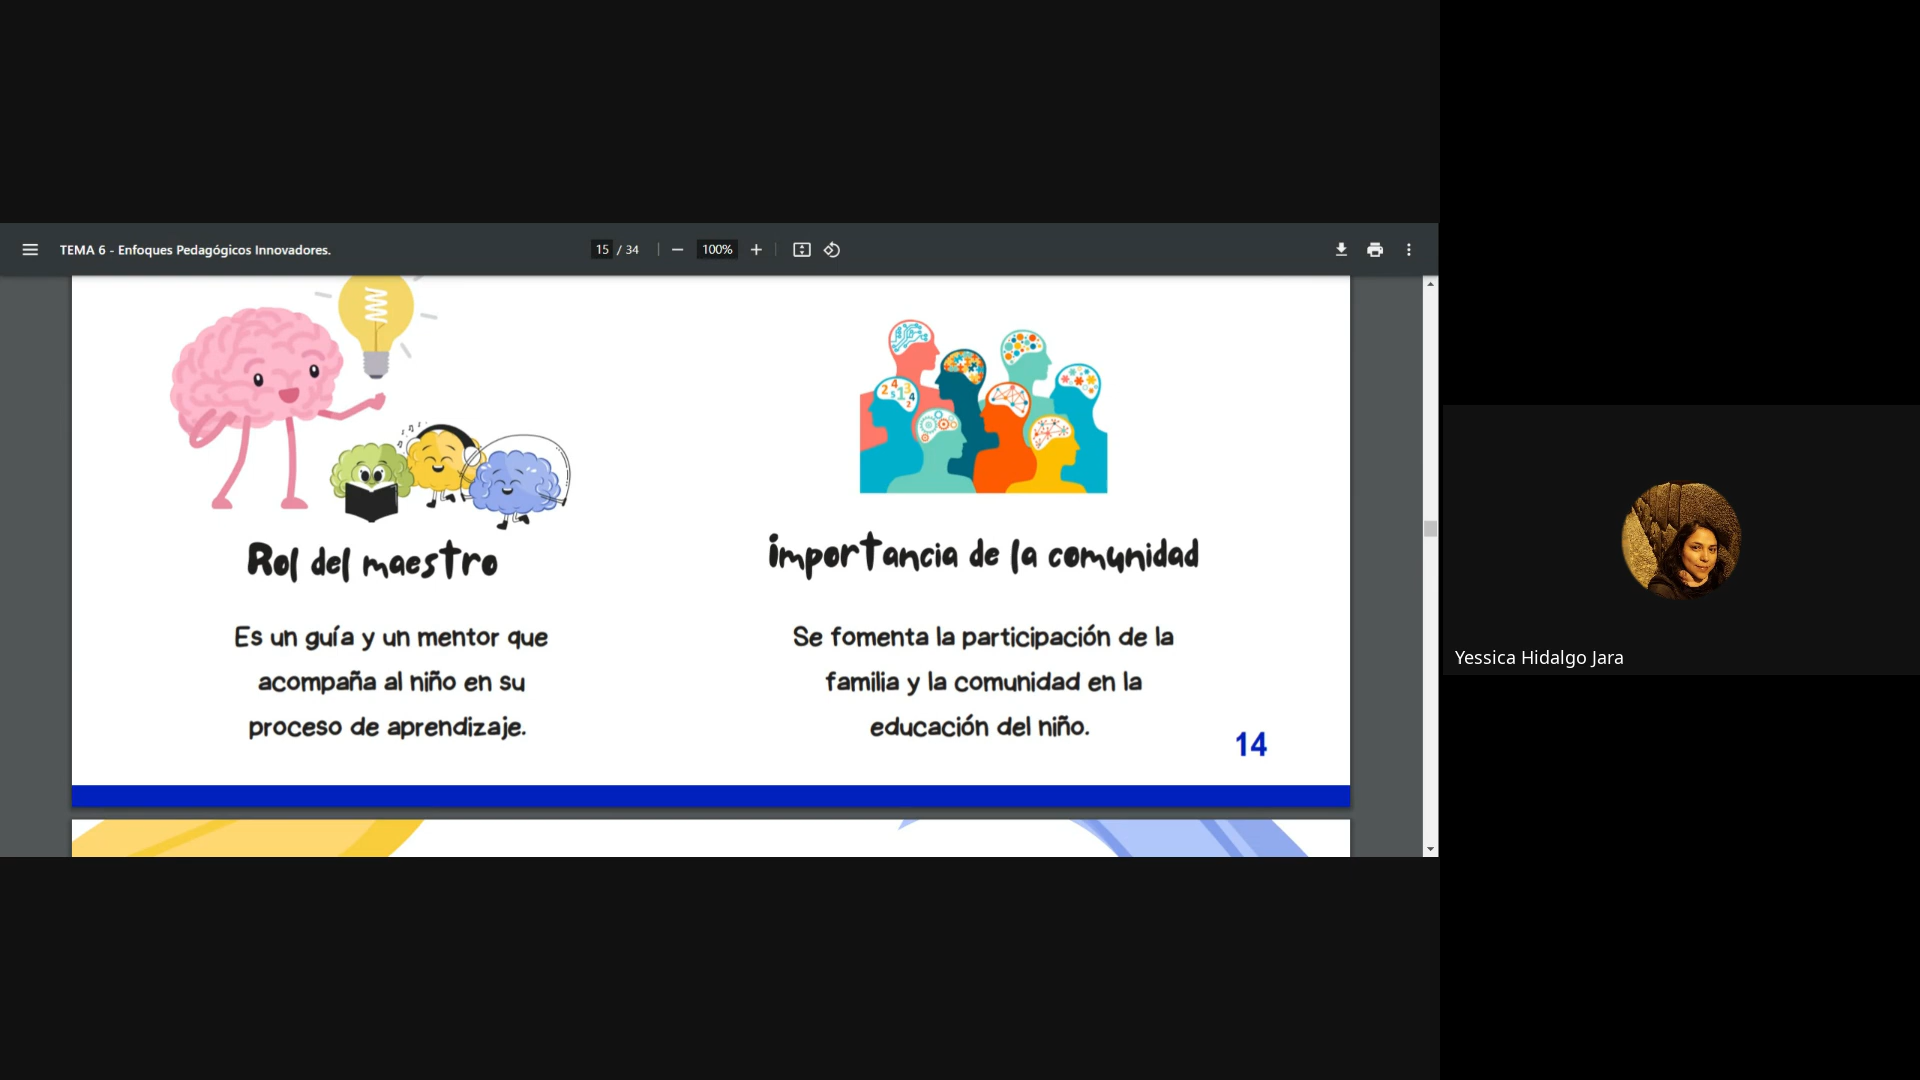 TEMA 6 - Enfoques Pedagógicos Innovadores.
15 / 34
100%
Rol del maestro
Es un guía y un mentor que
acompaña al niño en su
proceso de aprendizaje.
importancia de la comunidad
Se fomenta la participación de la
familia y la comunidad en la
educación del niño.
14
Yessica Hidalgo Jara